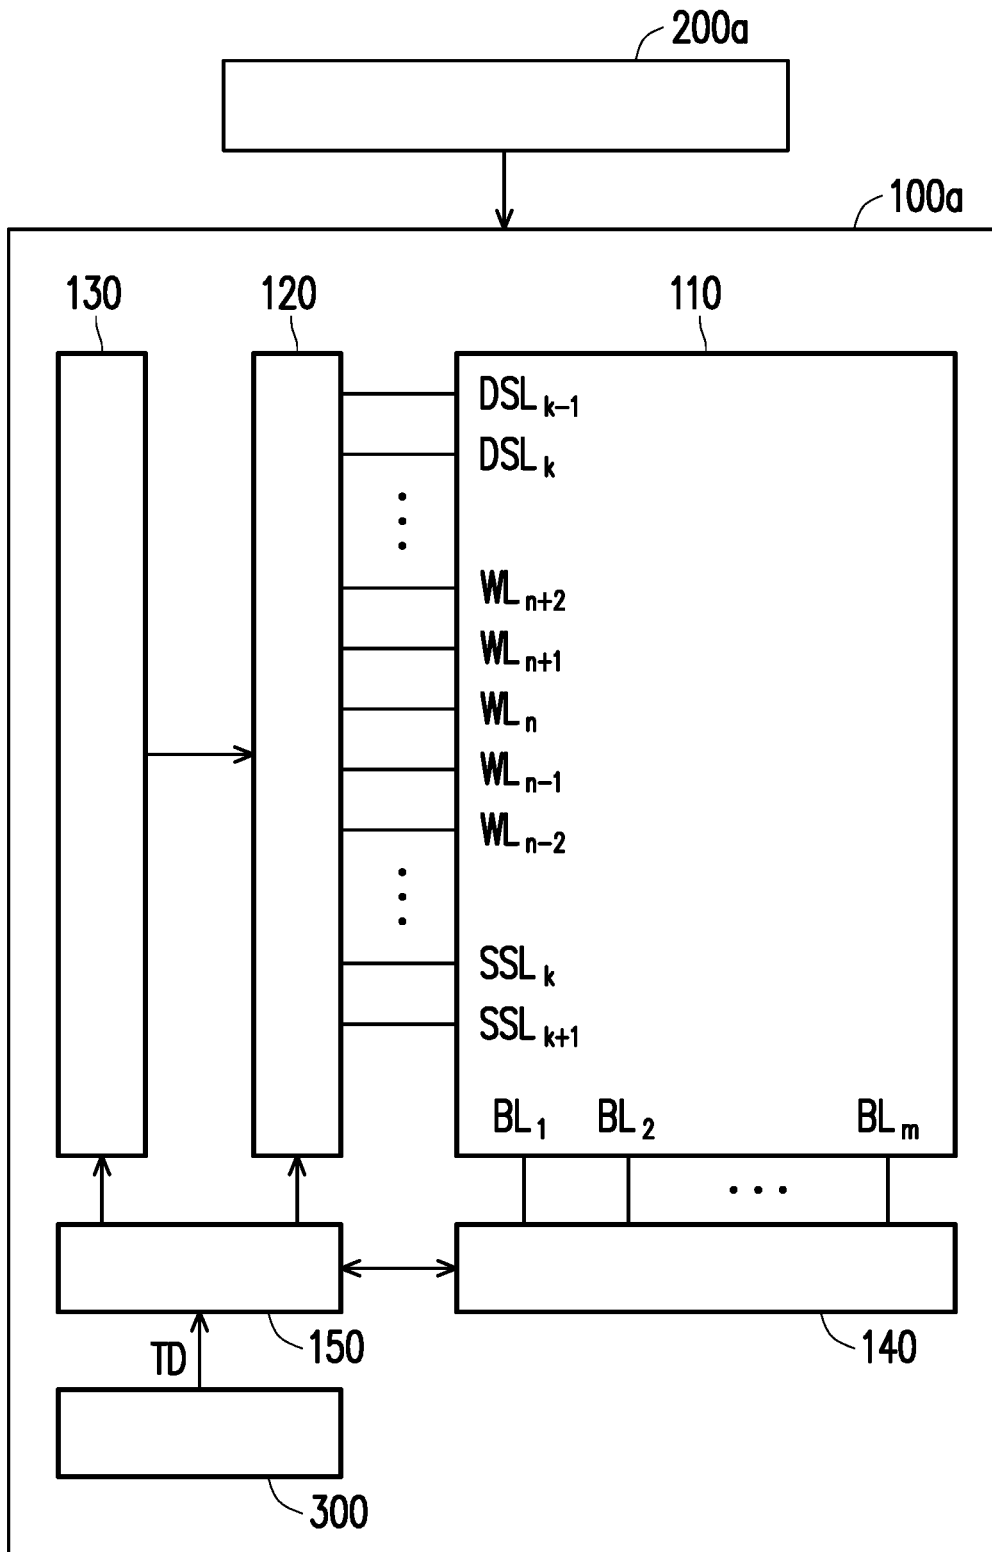 200a
100a
130 120 110
DSLk-1
DSLk
WLn+2
WLn+1
WLn
WLn-1
WLn-2
SSLk
SSLk+1
BL1 BL2 ... BLm
150 140
TD
300